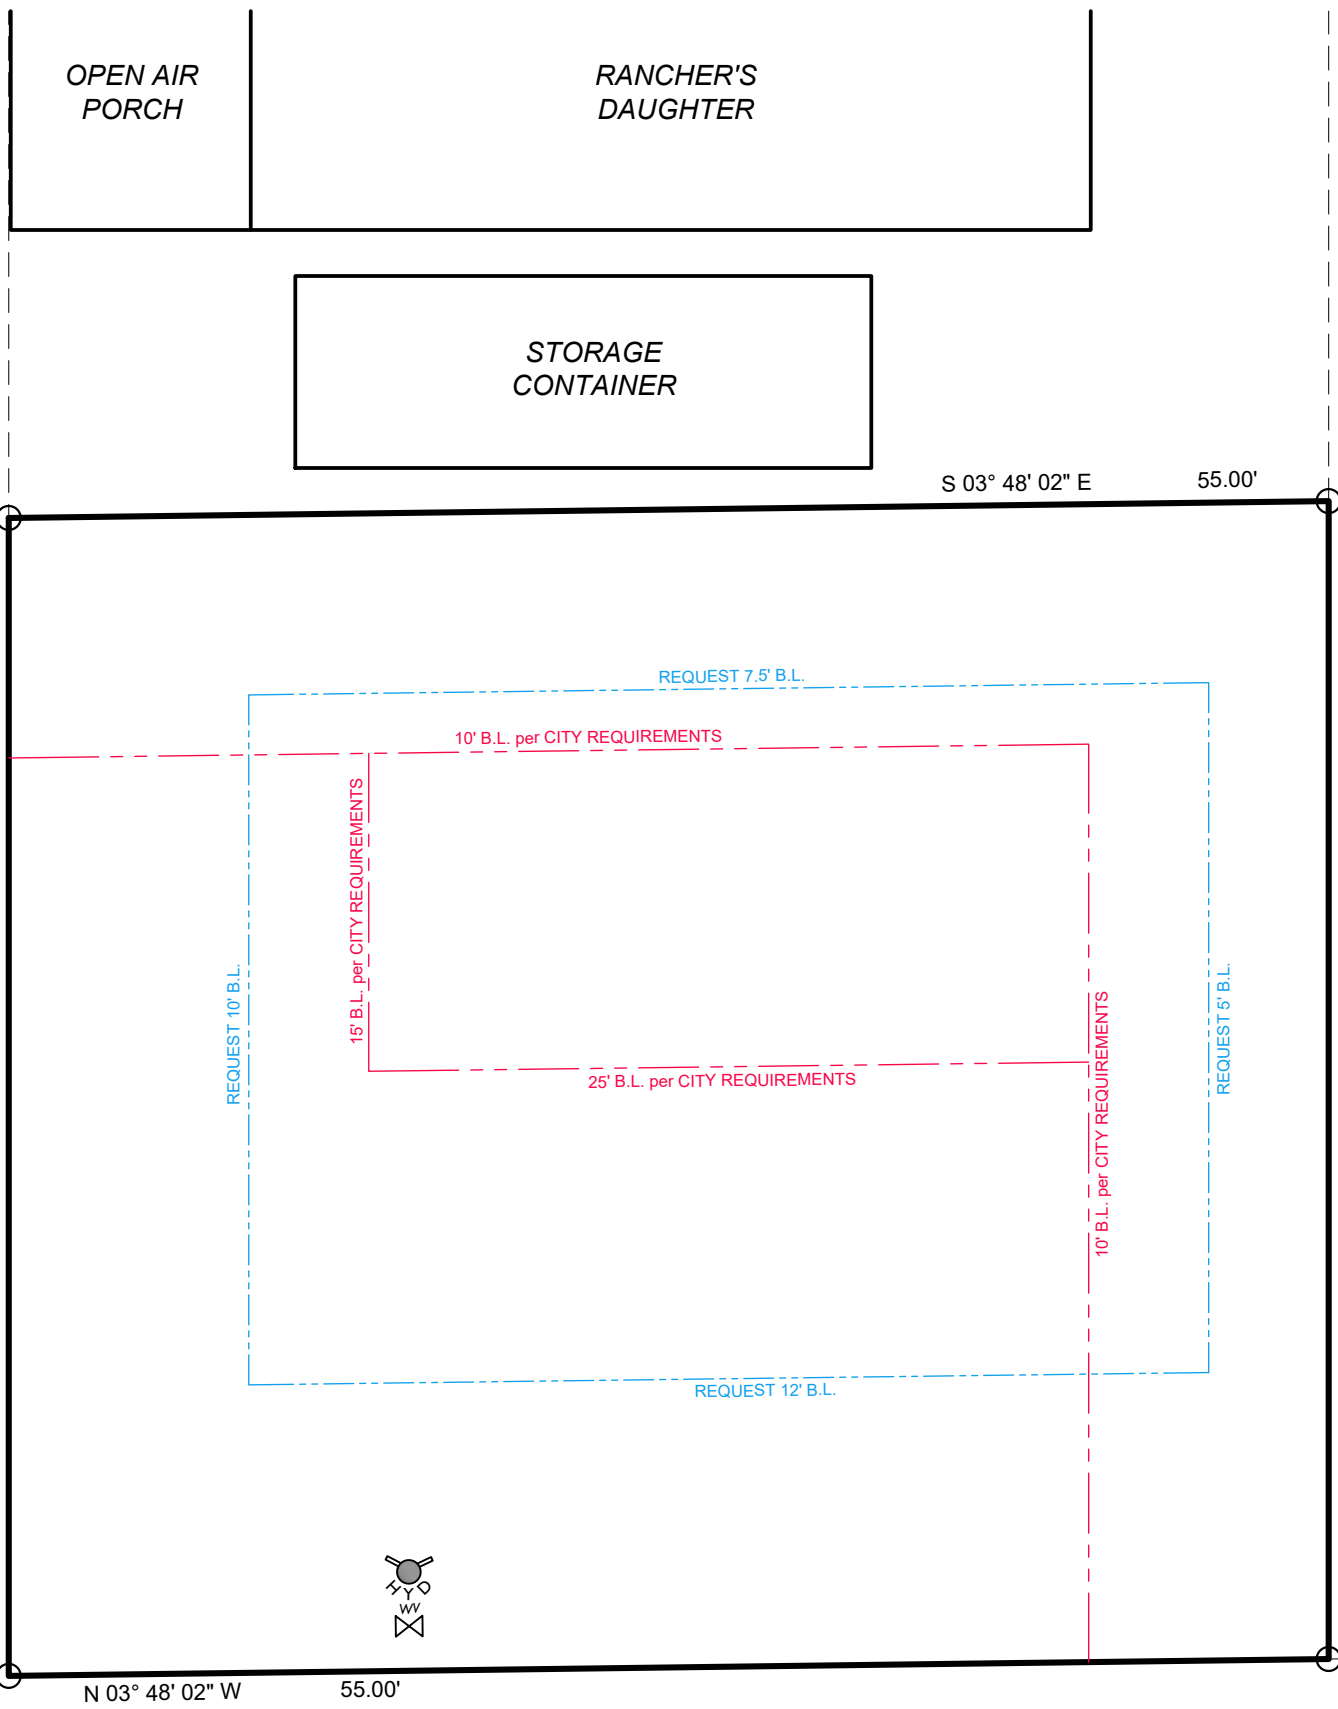 OPEN AIR
PORCH
RANCHER'S
DAUGHTER
STORAGE
CONTAINER
S 03° 48' 02" E
55.00'
REQUEST 7.5' B.L.
10' B.L. per CITY REQUIREMENTS
15' B.L. per CITY REQUIREMENTS
REQUEST 10' B.L.
25' B.L. per CITY REQUIREMENTS
10' B.L. per CITY REQUIREMENTS
REQUEST 5' B.L.
REQUEST 12' B.L.
HYD
WV
N 03° 48' 02" W
55.00'